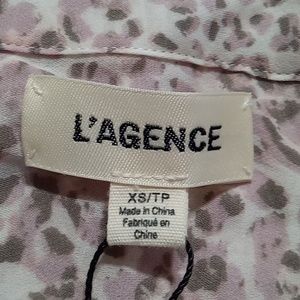 L'AGENCE
XS/TP
Made in China
Fabriqué en
Chine